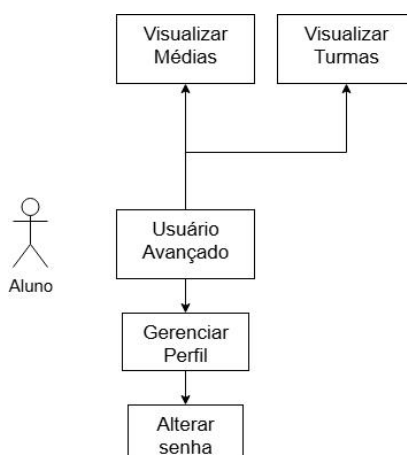 Visualizar
Médias
Visualizar
Turmas
Usuário
Avançado
Aluno
Gerenciar
Perfil
Alterar
senha